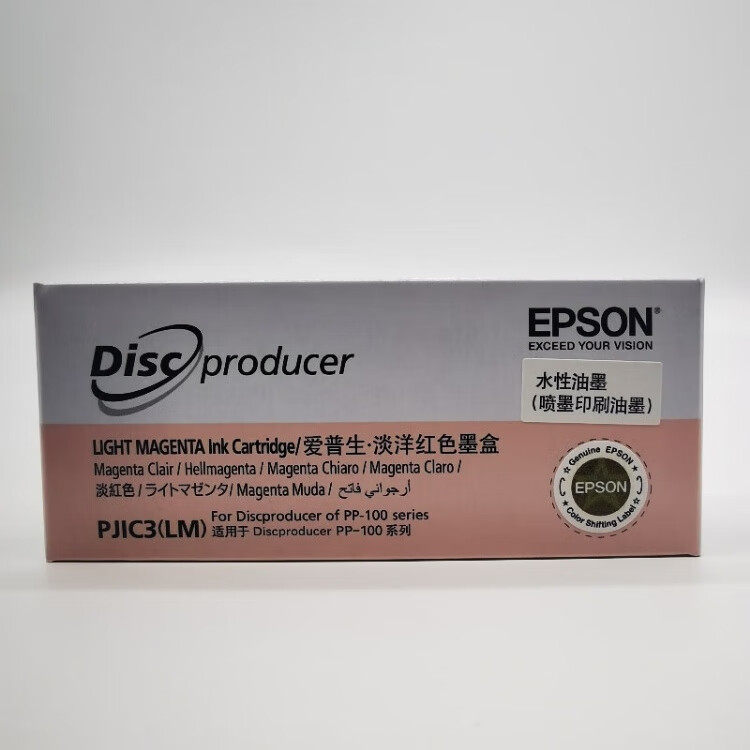 Disc producer
EPSON®
EXCEED YOUR VISION
水性油墨
(喷墨印刷油墨)
LIGHT MAGENTA Ink Cartridge/爱普生·淡洋红色墨盒
Magenta Clair / Hellmagenta / Magenta Chiaro / Magenta Claro /
淡紅色 / ライトマゼンタ / Magenta Muda / أرجواني فاتح /
PJIC3(LM)
For Discproducer of PP-100 series
适用于 Discproducer PP-100 系列
Genuine EPSON
EPSON
Color Shifting Label